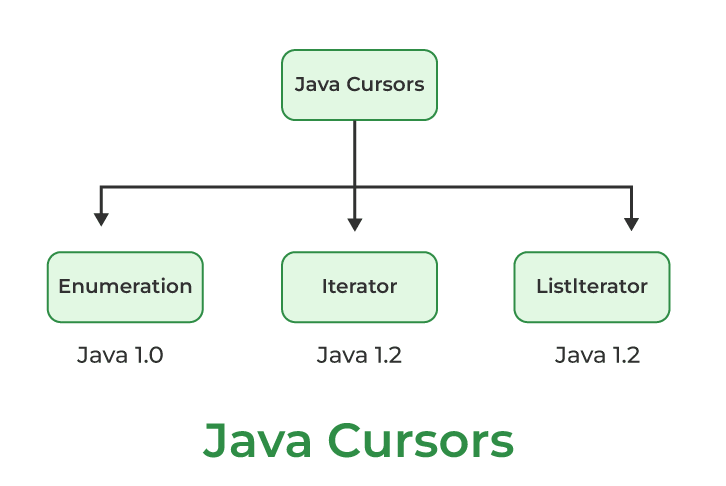 Java Cursors
Enumeration
Iterator
ListIterator
Java 1.0
Java 1.2
Java 1.2
Java Cursors